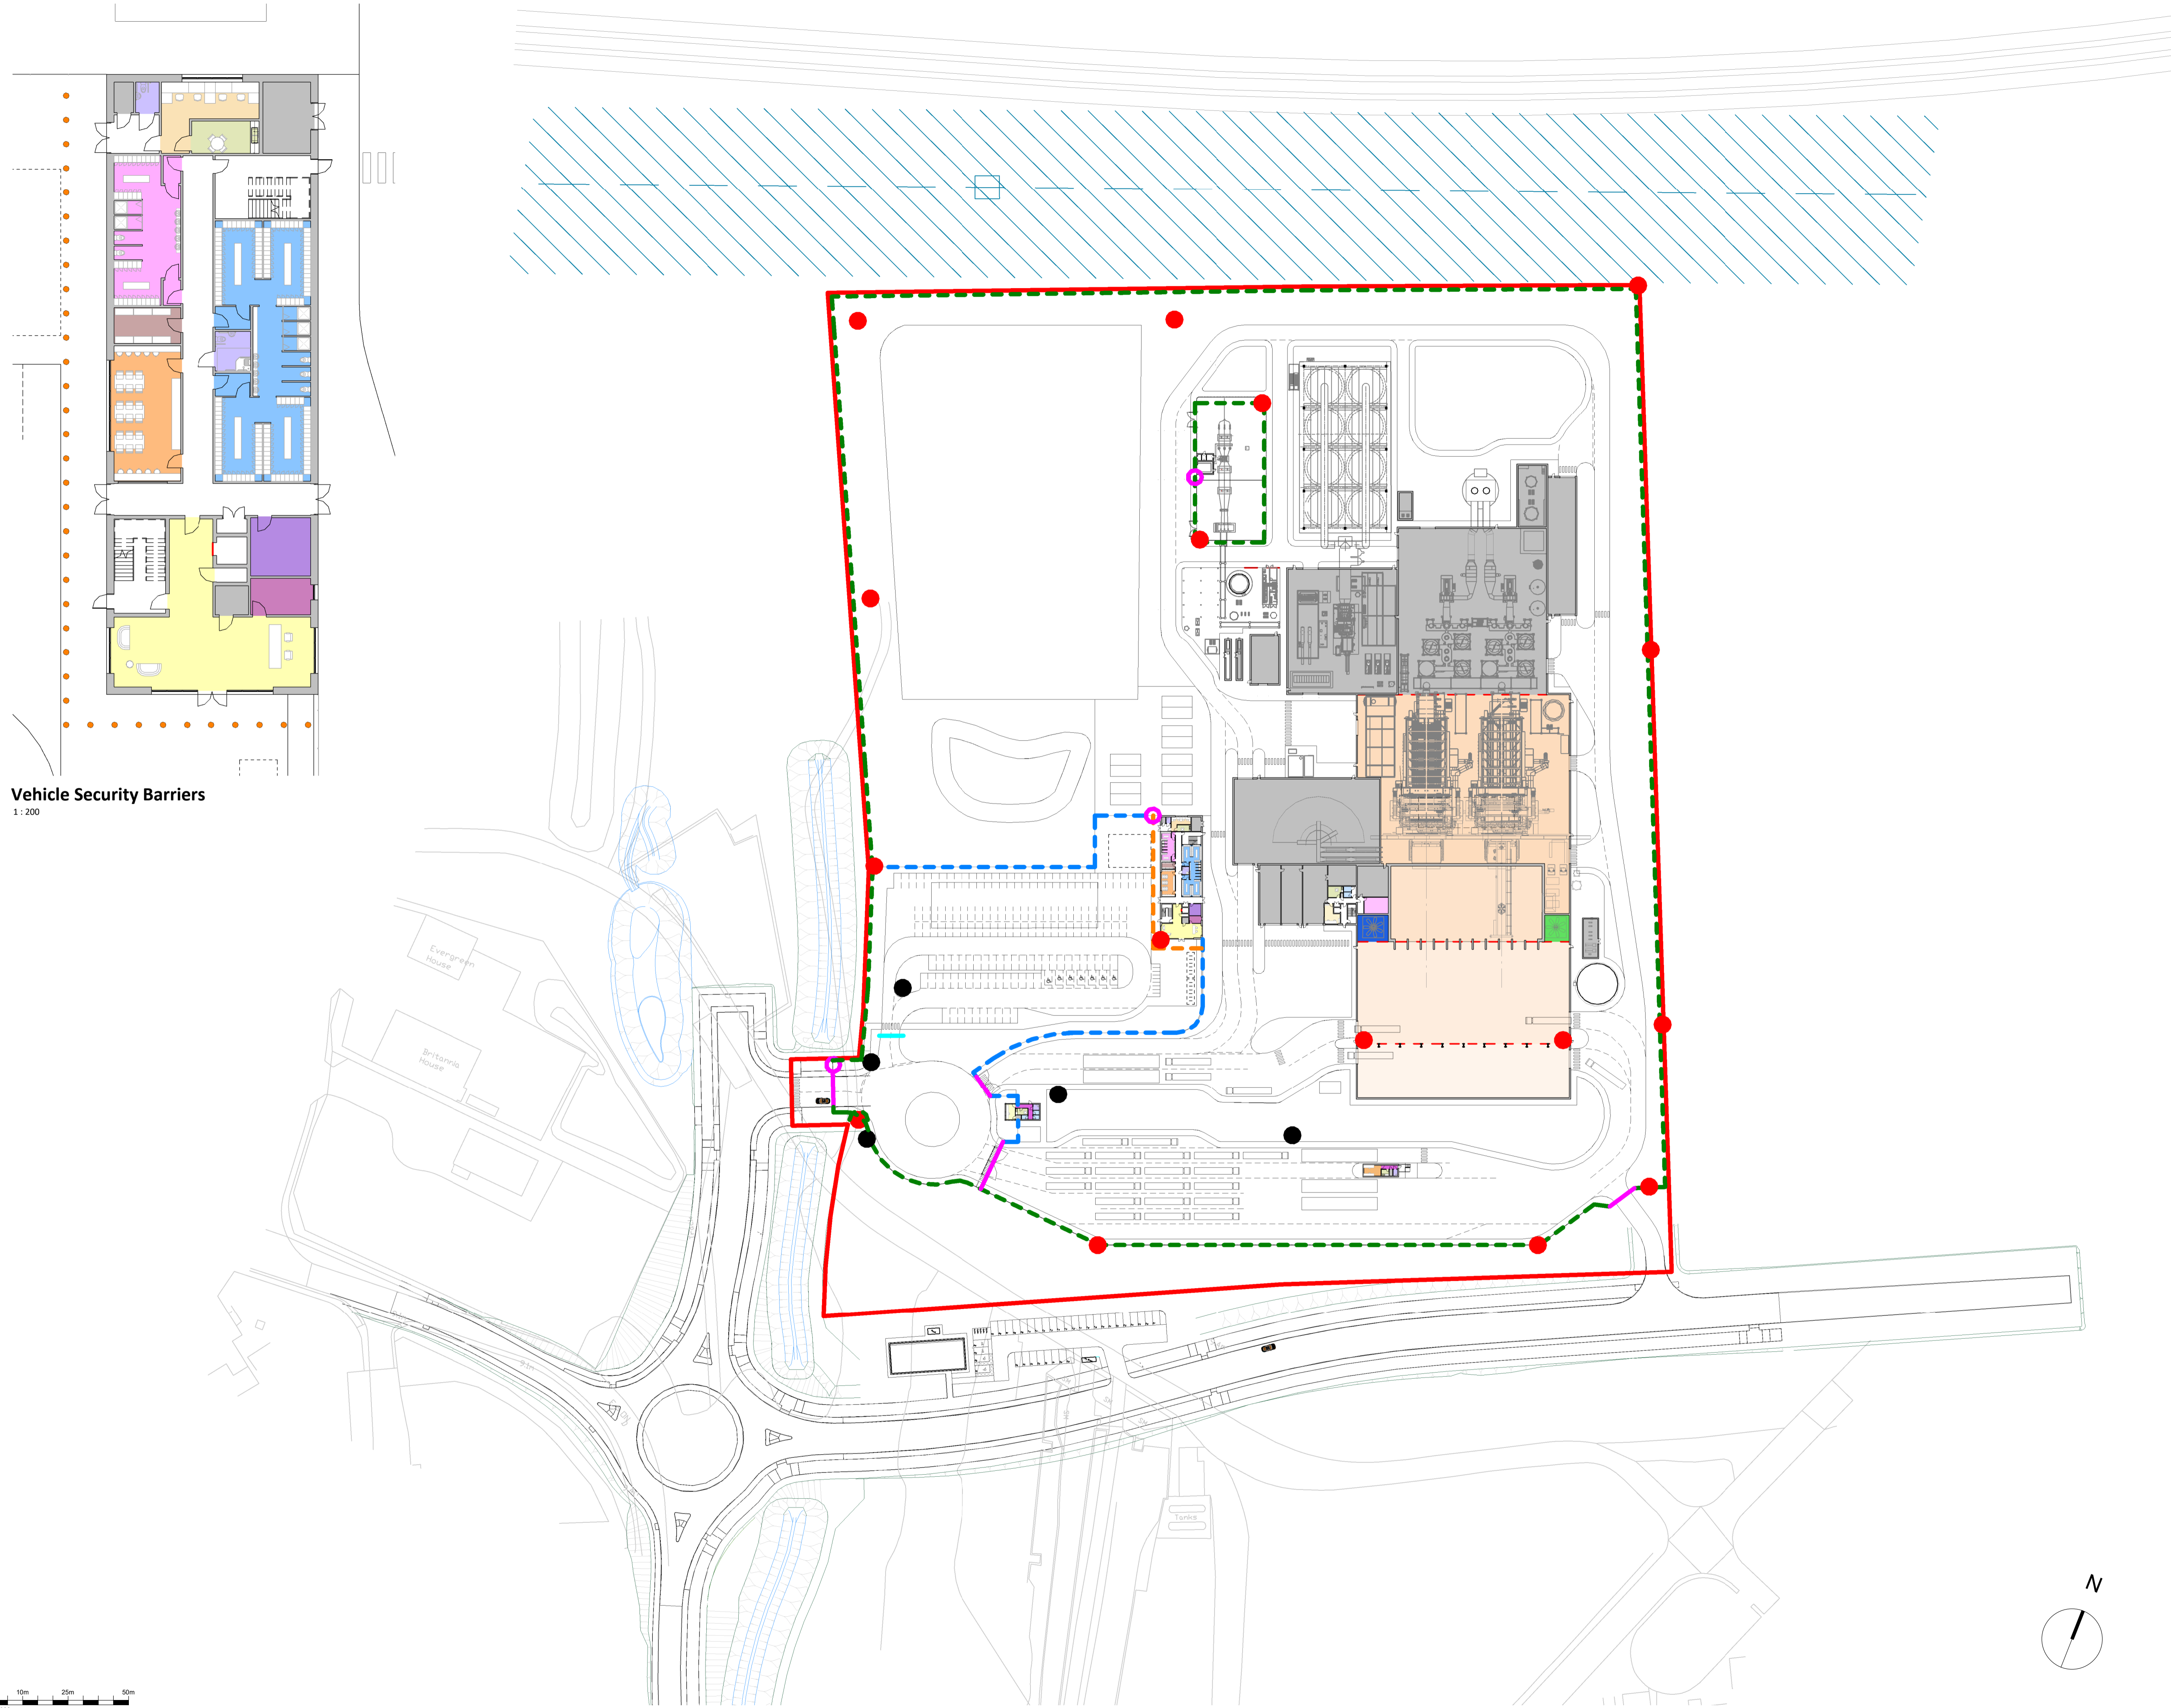 Vehicle Security Barriers
1 : 200
Evergreen
House
Britannia
House
Tanks
N
10m 25m 50m